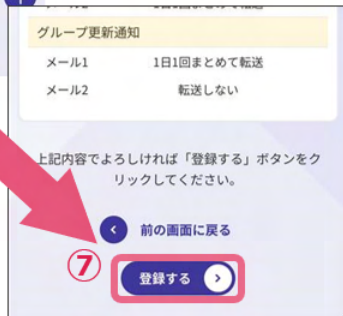 グループ更新通知
メール1 1日1回まとめて転送
メール2 転送しない
上記内容でよろしければ「登録する」ボタンをク
リックしてください。
前の画面に戻る
⑦
登録する